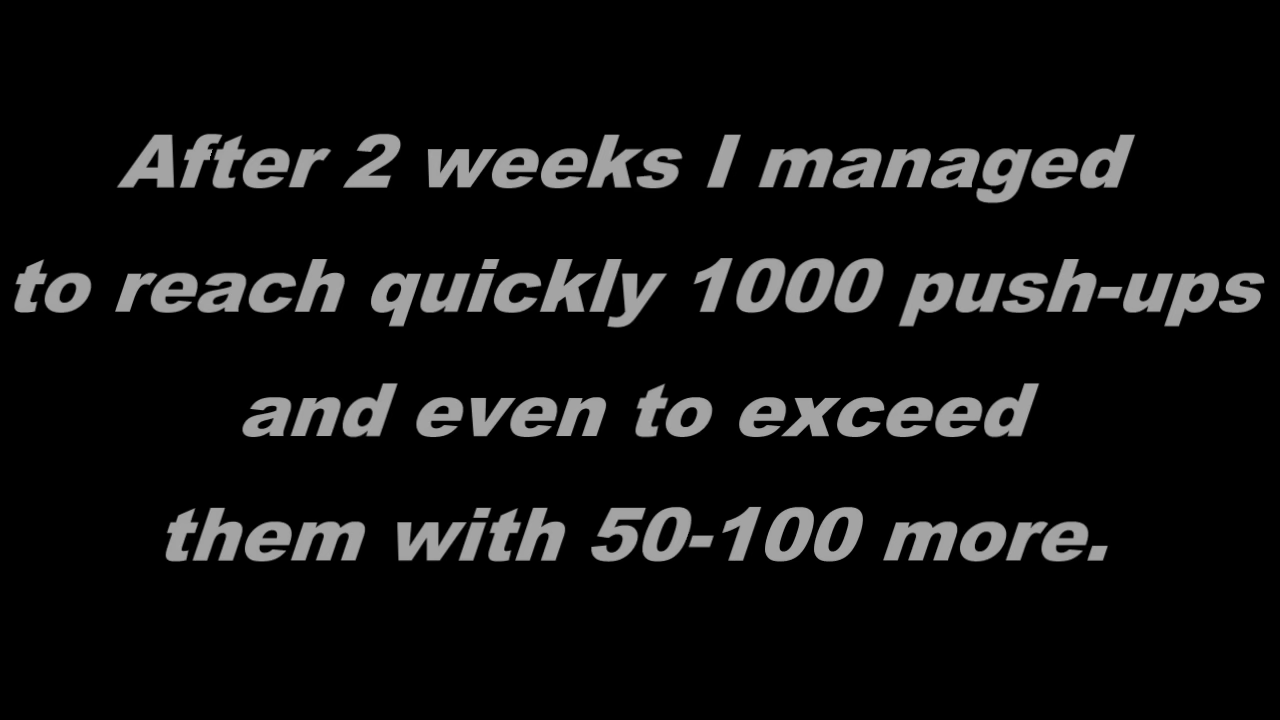 After 2 weeks I managed
to reach quickly 1000 push-ups
and even to exceed
them with 50-100 more.